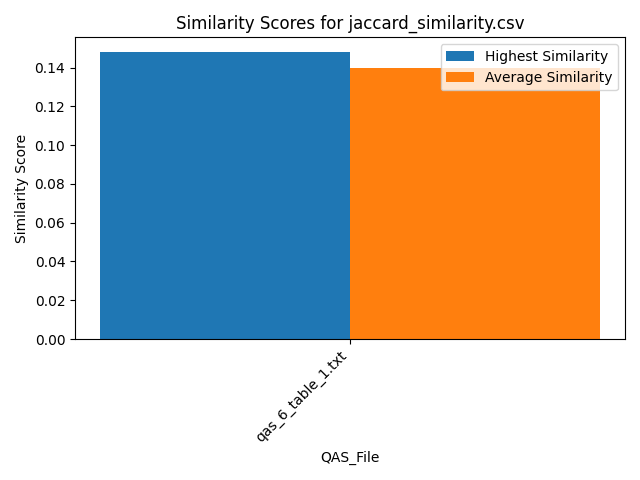 Similarity Scores for jaccard_similarity.csv
Highest Similarity
Average Similarity
Similarity Score
0.14
0.12
0.10
0.08
0.06
0.04
0.02
0.00
qas_6_table_1.txt
QAS_File